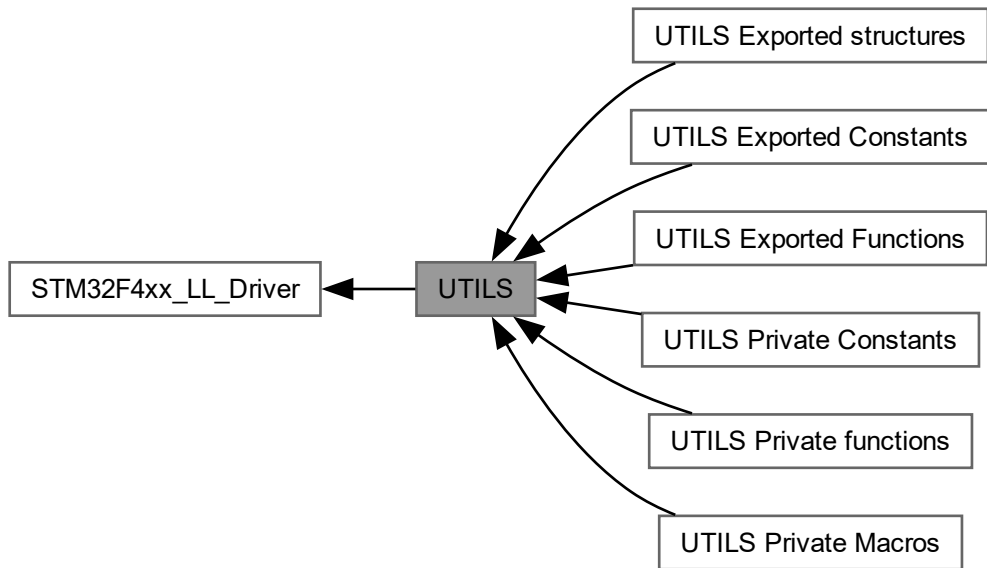 UTILS Exported structures
UTILS Exported Constants
UTILS Exported Functions
STM32F4xx_LL_Driver
UTILS
UTILS Private Constants
UTILS Private functions
UTILS Private Macros